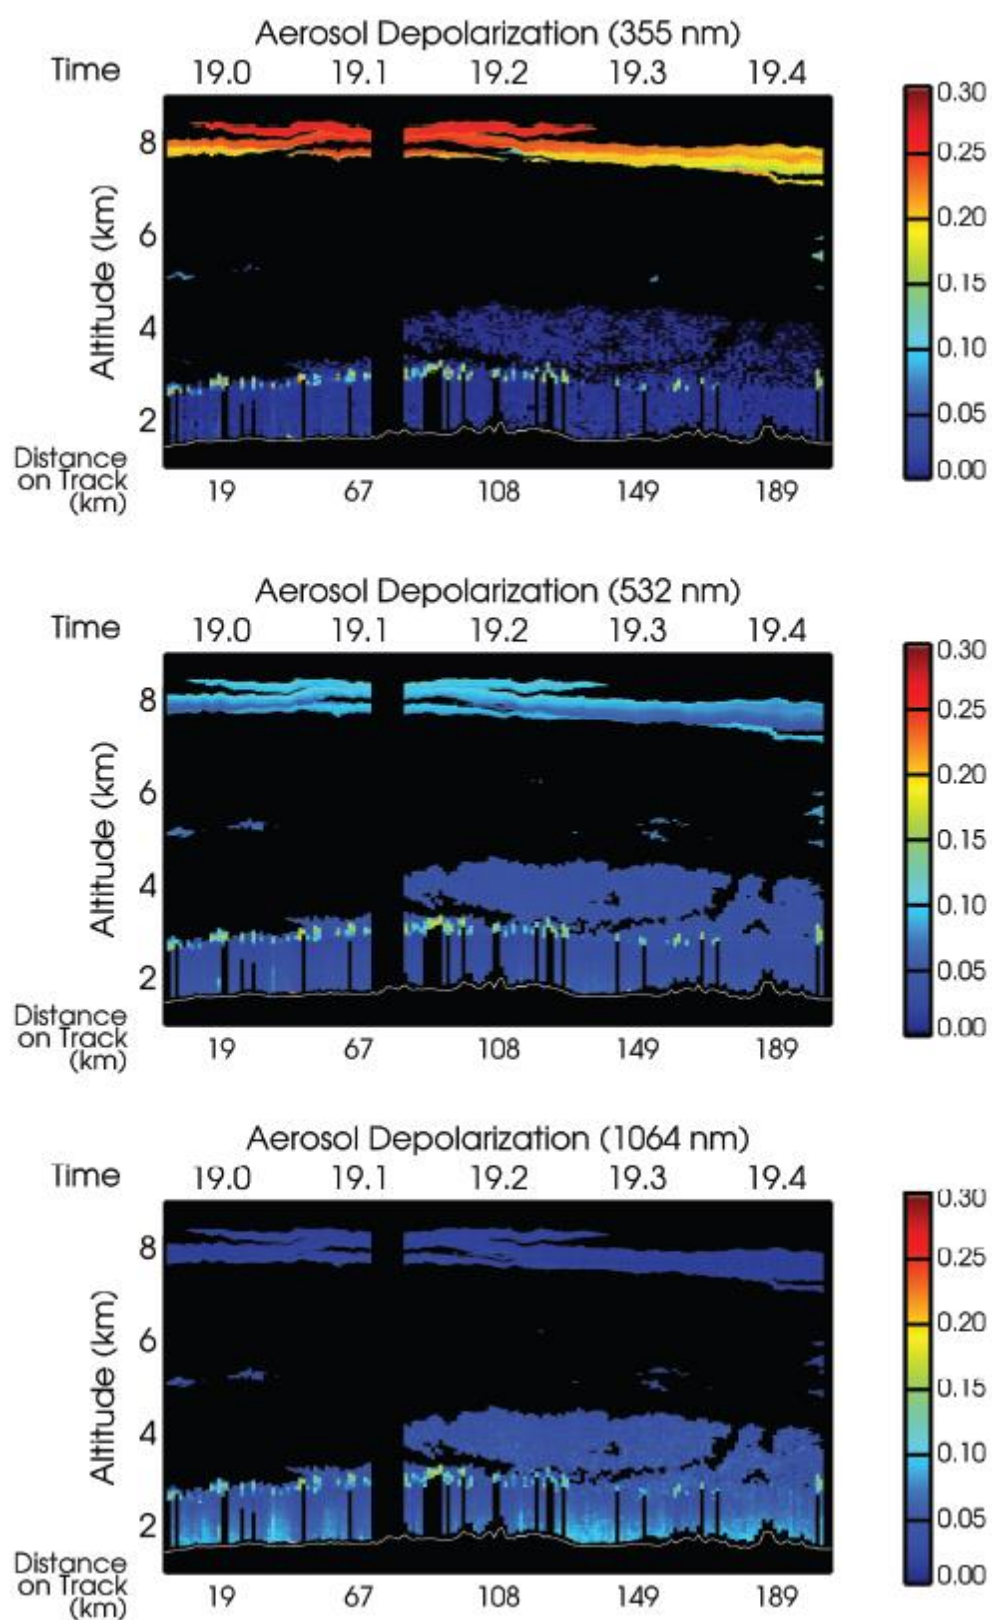 Aerosol Depolarization (355 nm)
Time 19.0 19.1 19.2 19.3 19.4
Altitude (km)
8
6
4
2
Distance on Track (km) 19 67 108 149 189
0.30
0.25
0.20
0.15
0.10
0.05
0.00
Aerosol Depolarization (532 nm)
Time 19.0 19.1 19.2 19.3 19.4
Altitude (km)
8
6
4
2
Distance on Track (km) 19 67 108 149 189
0.30
0.25
0.20
0.15
0.10
0.05
0.00
Aerosol Depolarization (1064 nm)
Time 19.0 19.1 19.2 19.3 19.4
Altitude (km)
8
6
4
2
Distance on Track (km) 19 67 108 149 189
0.30
0.25
0.20
0.15
0.10
0.05
0.00